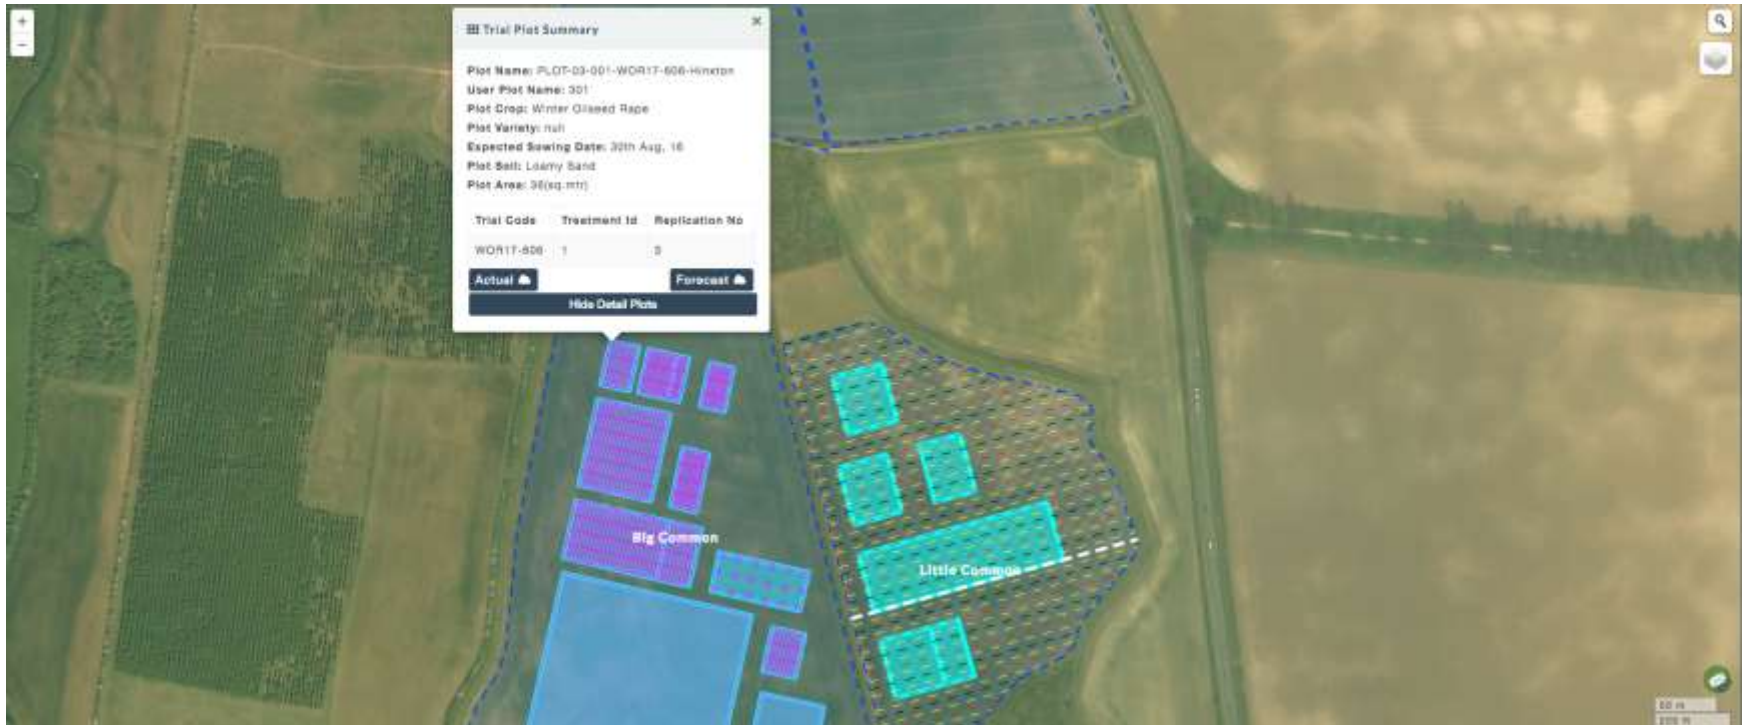 +
Trial Plot Summary
×
−
Plot Name: PLOT-03-001-WOR17-606-Hinxton
User Plot Name: 301
Plot Crop: Winter Oilseed Rape
Plot Variety: null
Expected Sowing Date: 30th Aug, 16
Plot Soil: Loamy Sand
Plot Area: 36(sq.mtr)
Trial Code Treatment Id Replication No
WOR17-606 1 3
Actual Forecast
Hide Detail Plots
Big Common
Little Common
50 m